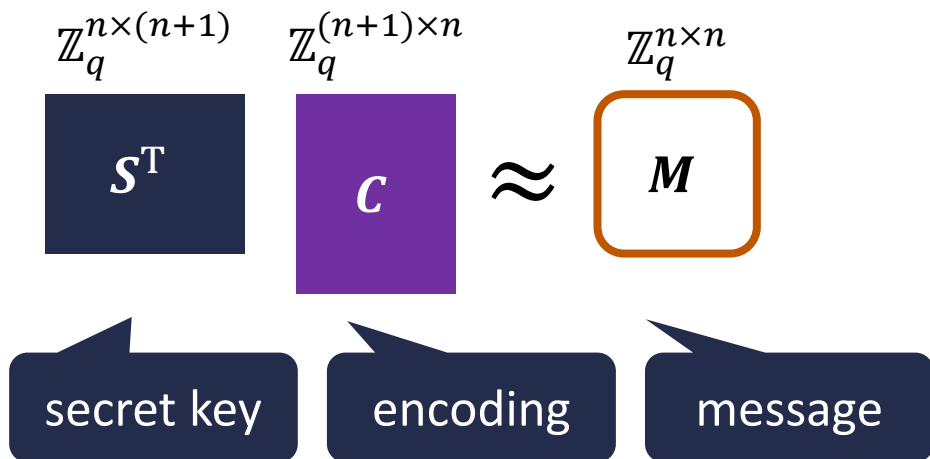 ℤ_q^{n×(n+1)} ℤ_q^{(n+1)×n} ℤ_q^{n×n}
S^T C ≈ M
secret key encoding message